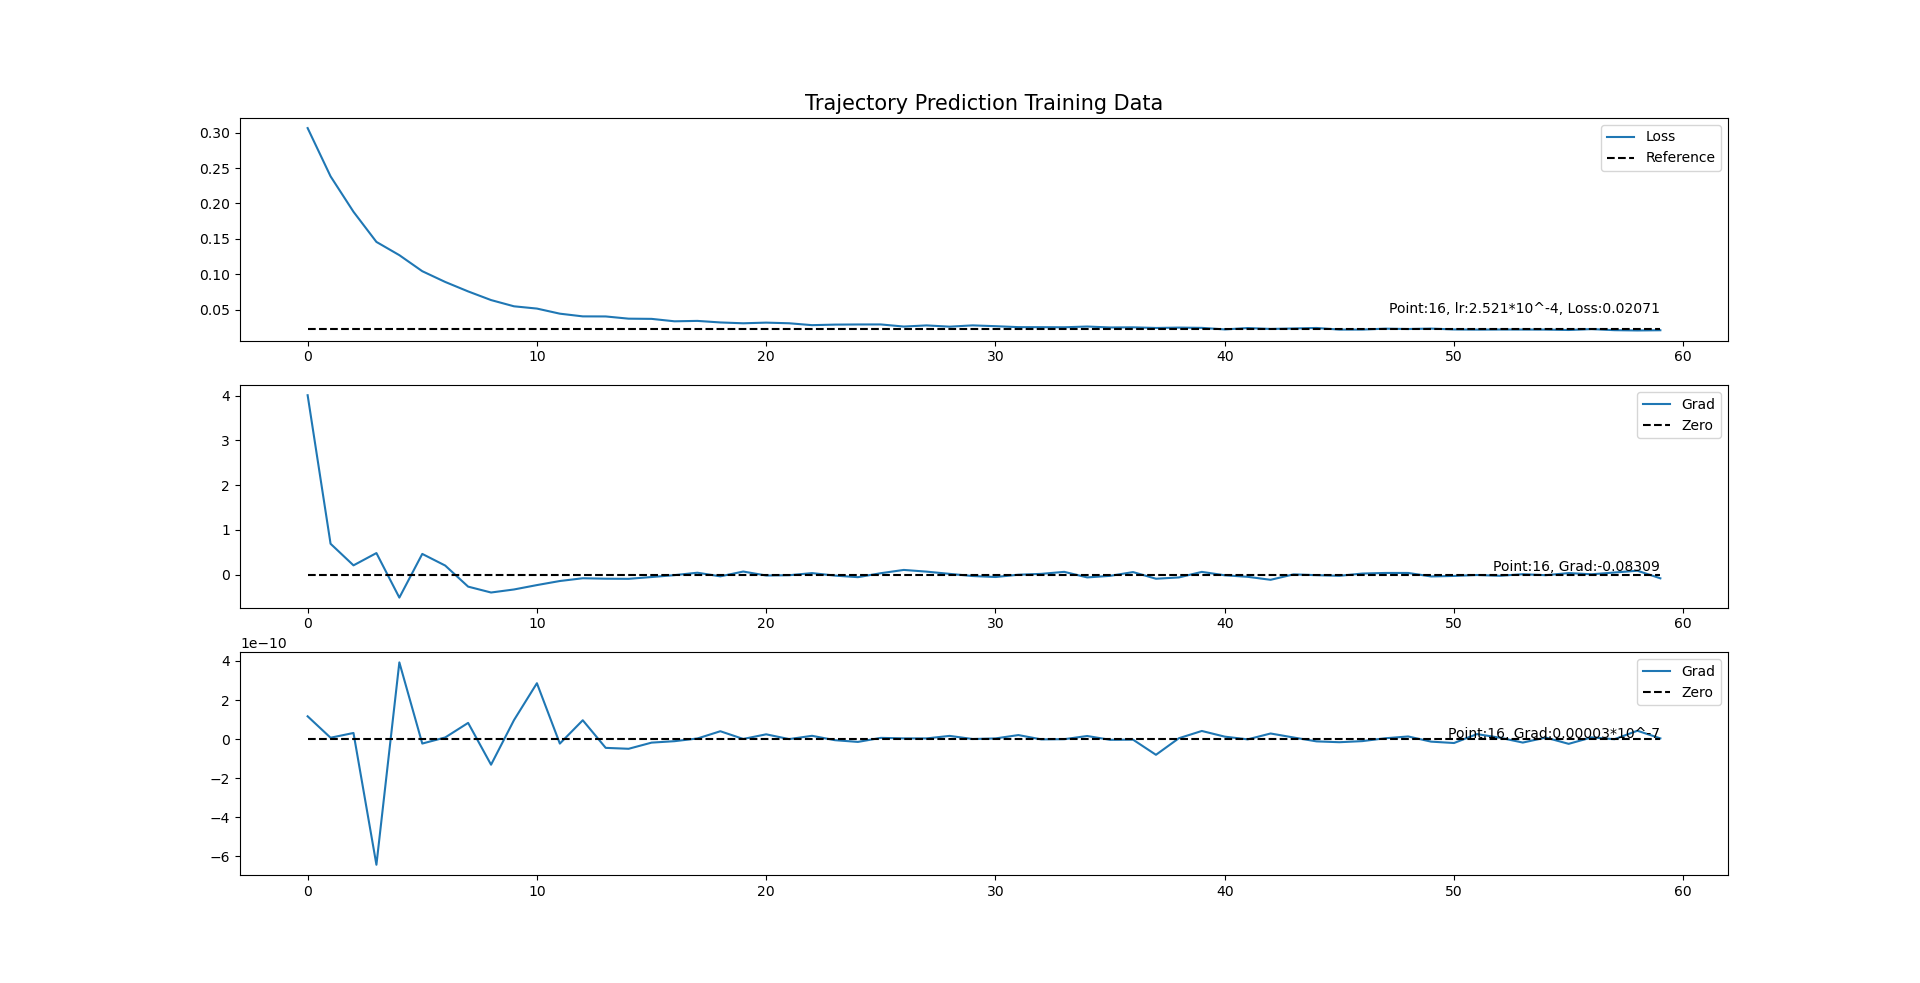 Trajectory Prediction Training Data
0.30
0.25
0.20
0.15
0.10
0.05
Loss
Reference
Point:16, lr:2.521*10^-4, Loss:0.02071
0 10 20 30 40 50 60
4
3
2
1
0
Grad
Zero
Point:16, Grad:-0.08309
0 10 20 30 40 50 60
1e−10
4
2
0
−2
−4
−6
Grad
Zero
Point:16, Grad:0.00003*10^-7
0 10 20 30 40 50 60